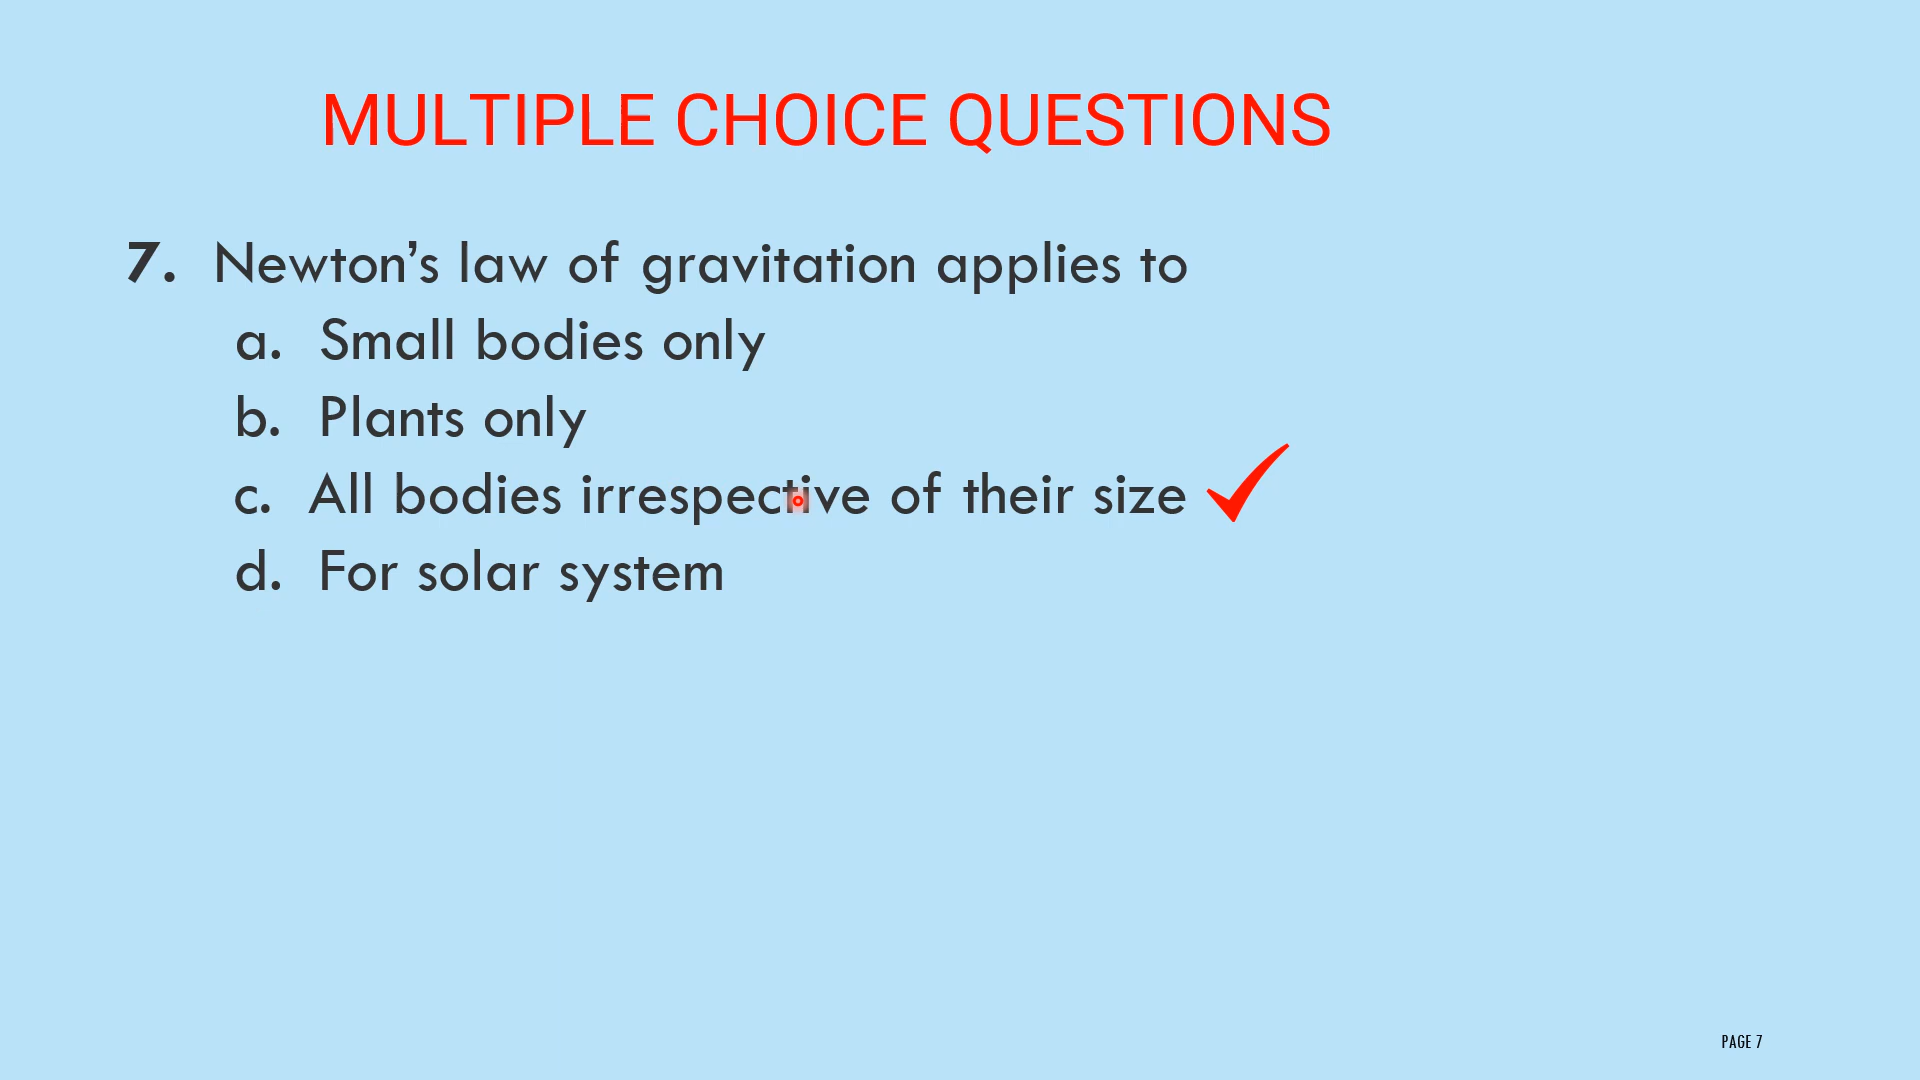 MULTIPLE CHOICE QUESTIONS
7. Newton’s law of gravitation applies to
a. Small bodies only
b. Plants only
c. All bodies irrespective of their size
d. For solar system
PAGE 7